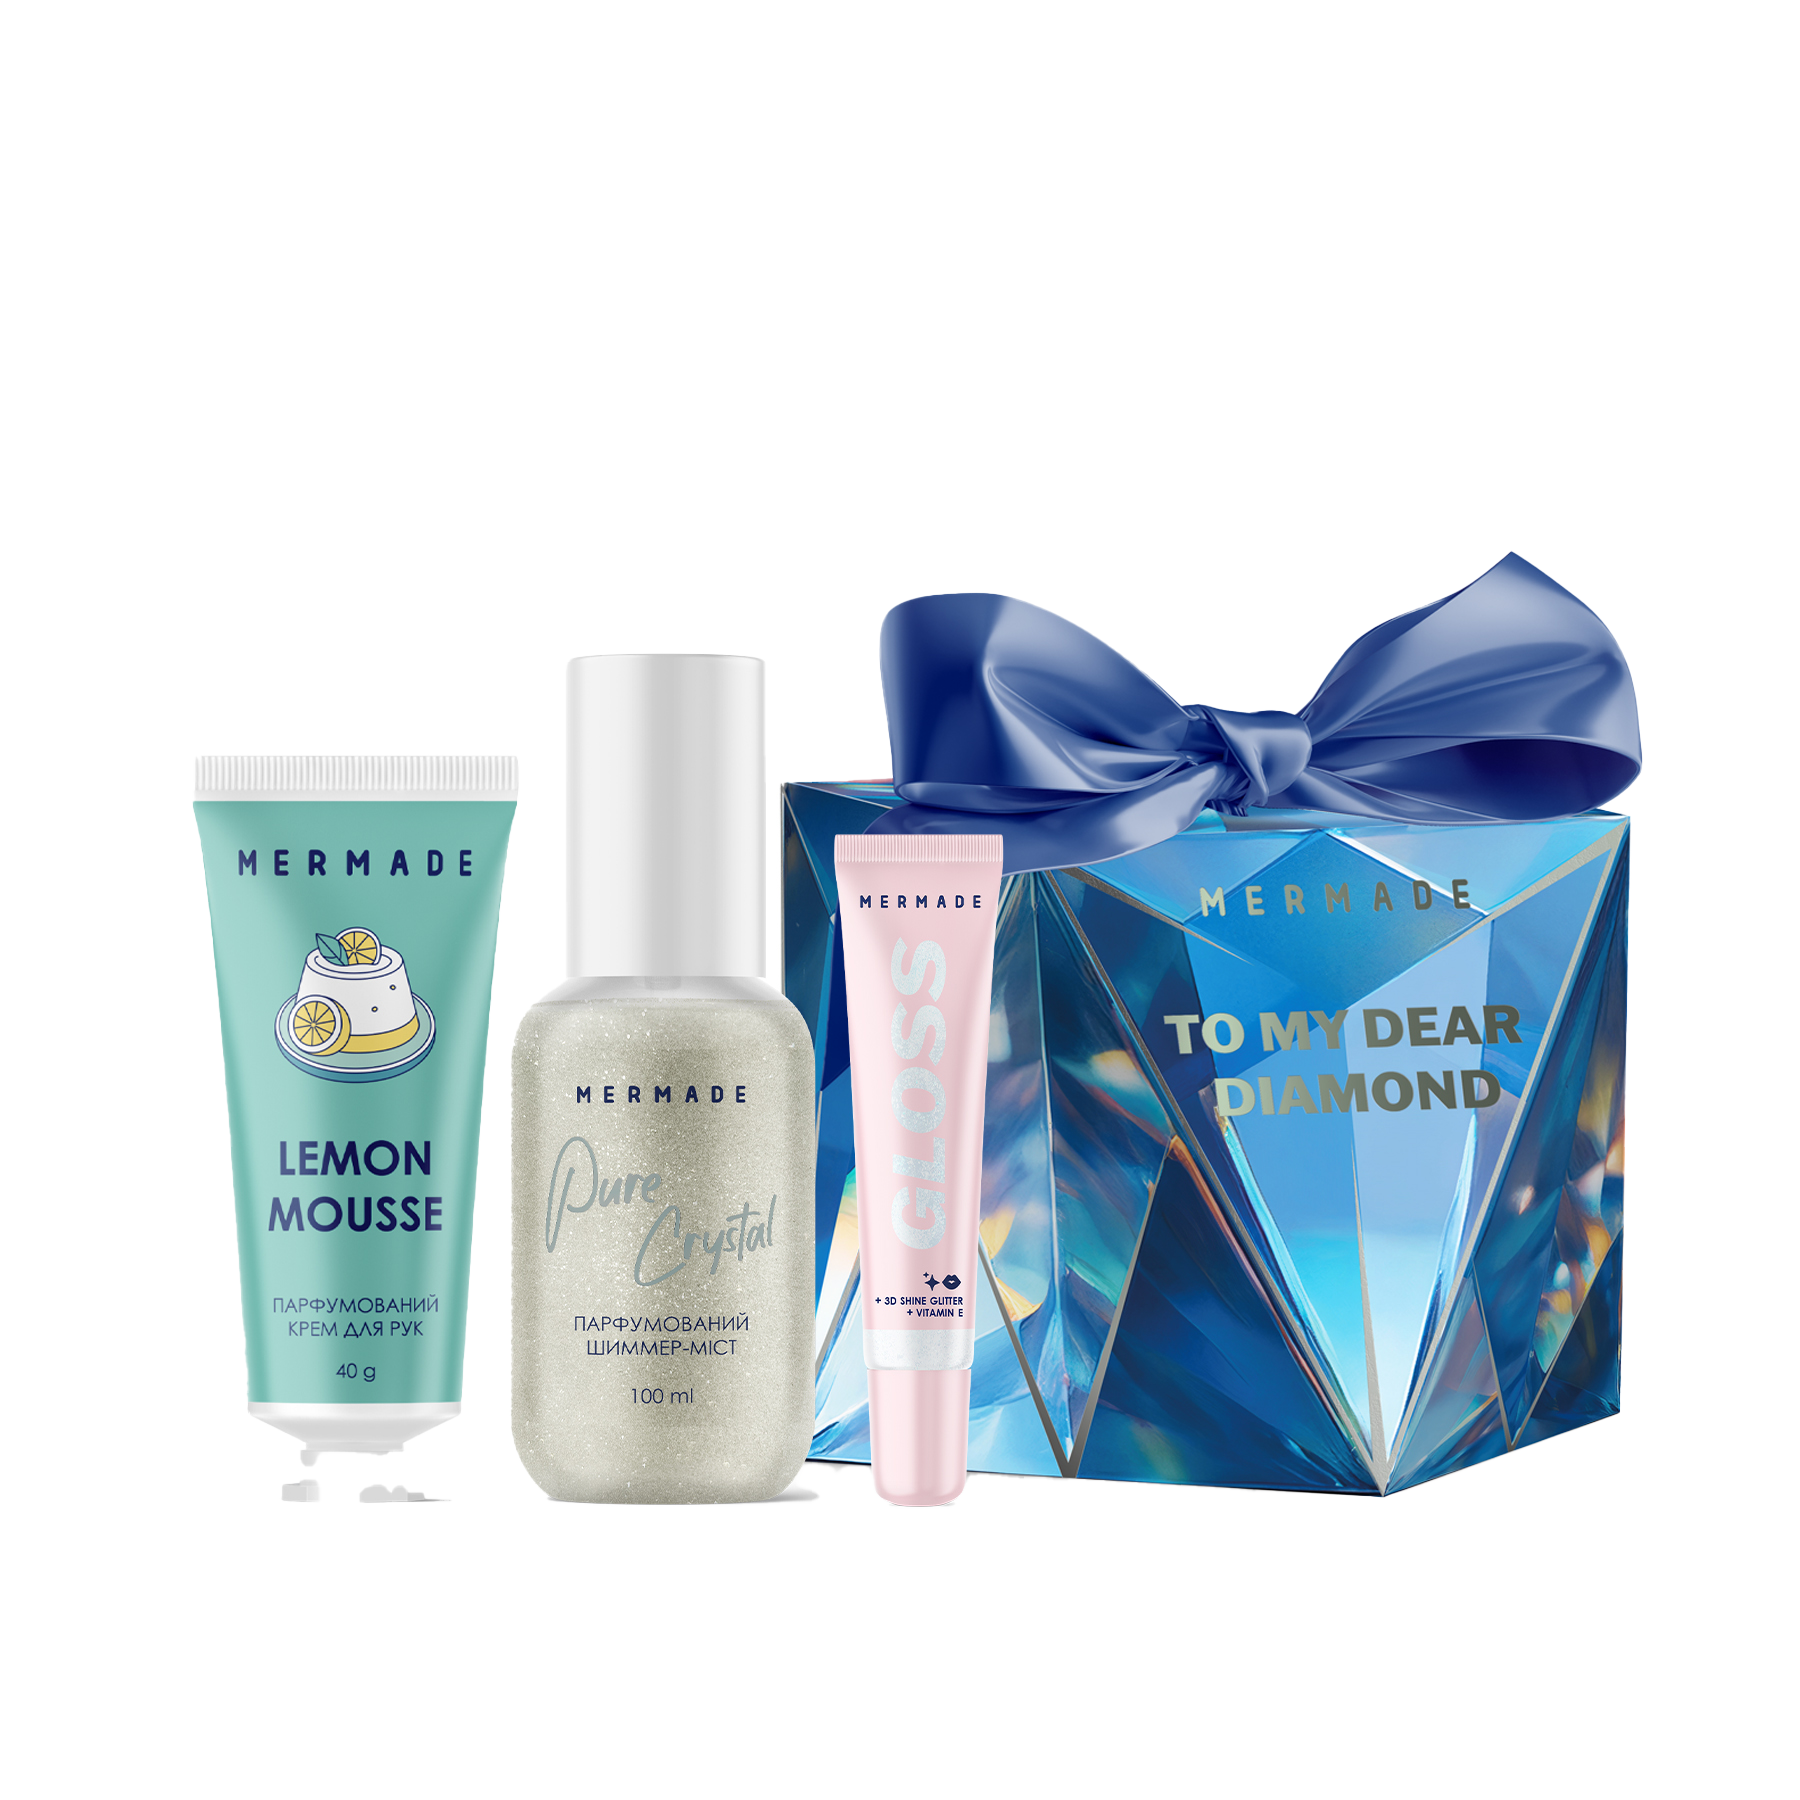 MERMADE
LEMON
MOUSSE
ПАРФУМОВАНИЙ
КРЕМ ДЛЯ РУК
40 g
MERMADE
Pure
Crystal
ПАРФУМОВАНИЙ
ШИММЕР-МІСТ
100 ml
MERMADE
GLOSS
+ 3D SHINE GLITTER
+ VITAMIN E
MERMADE
TO MY DEAR
DIAMOND